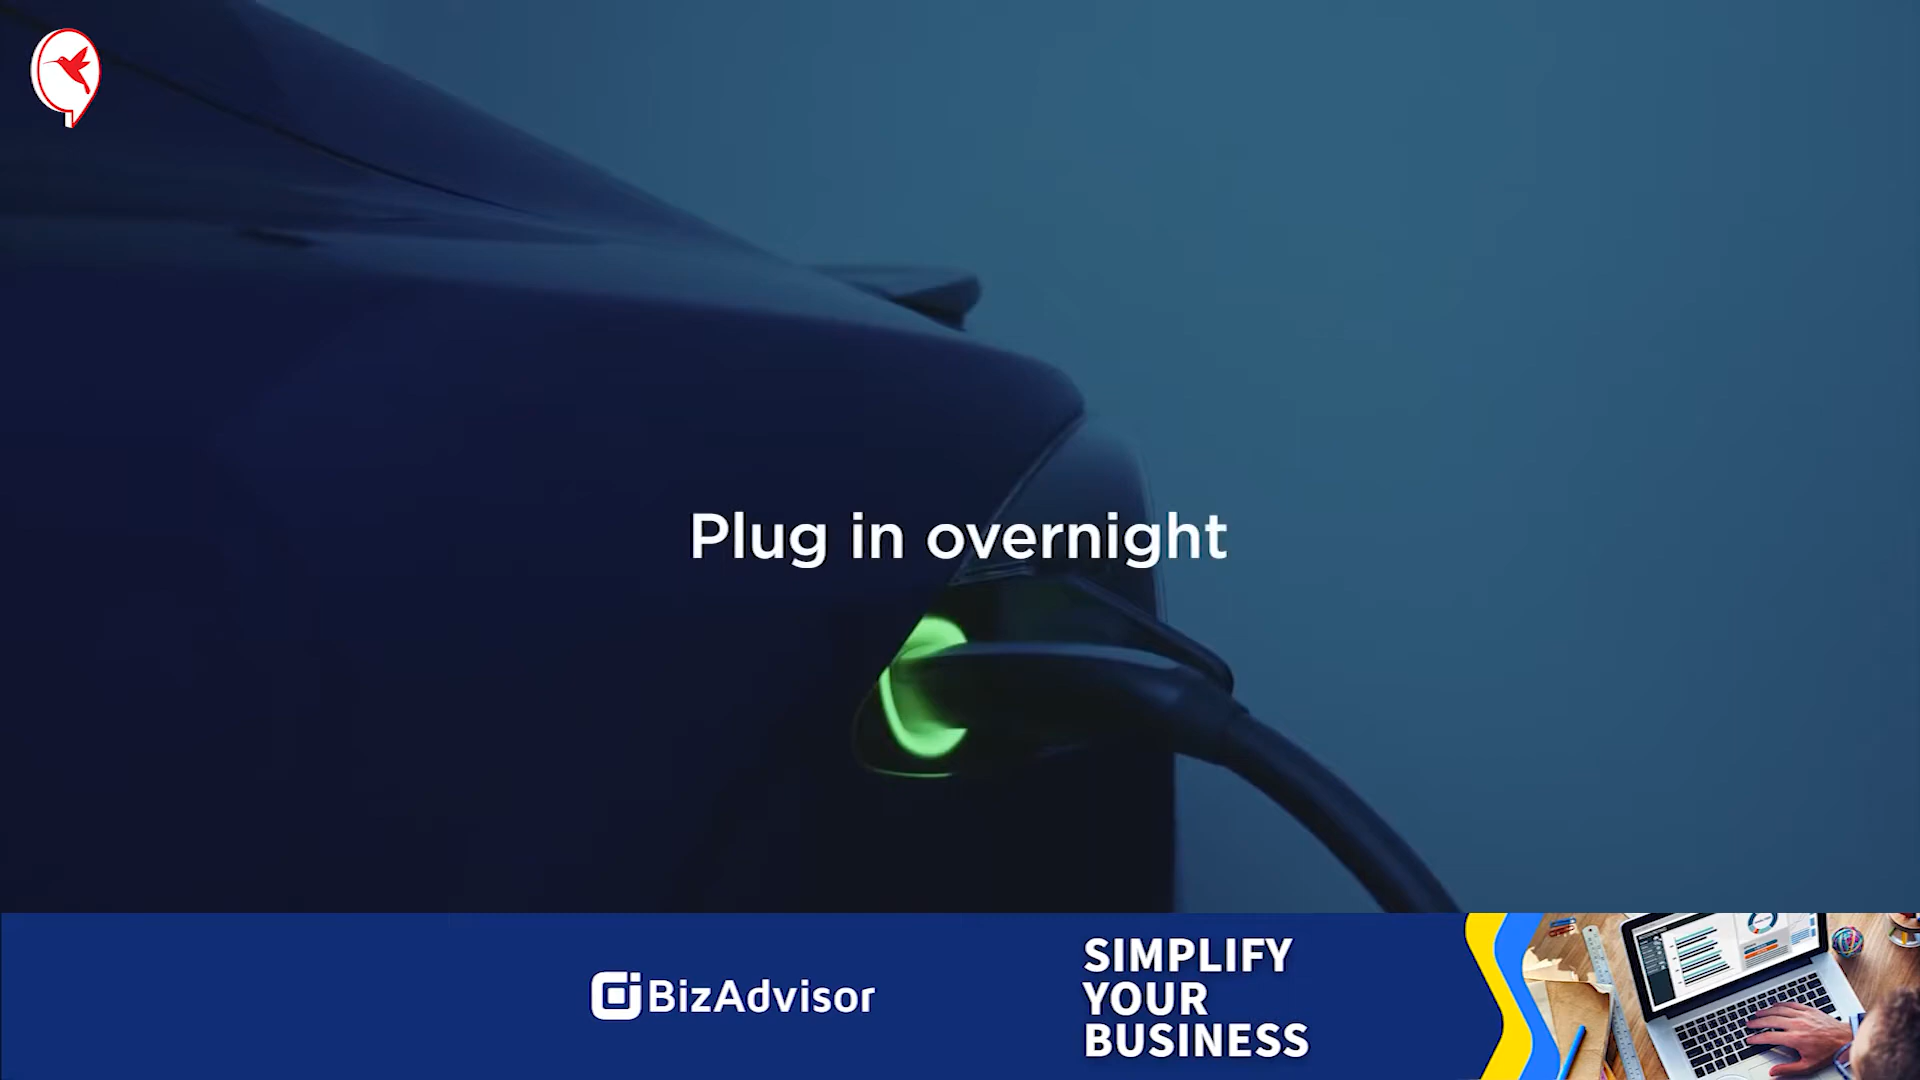 Plug in overnight
BizAdvisor
SIMPLIFY
YOUR
BUSINESS